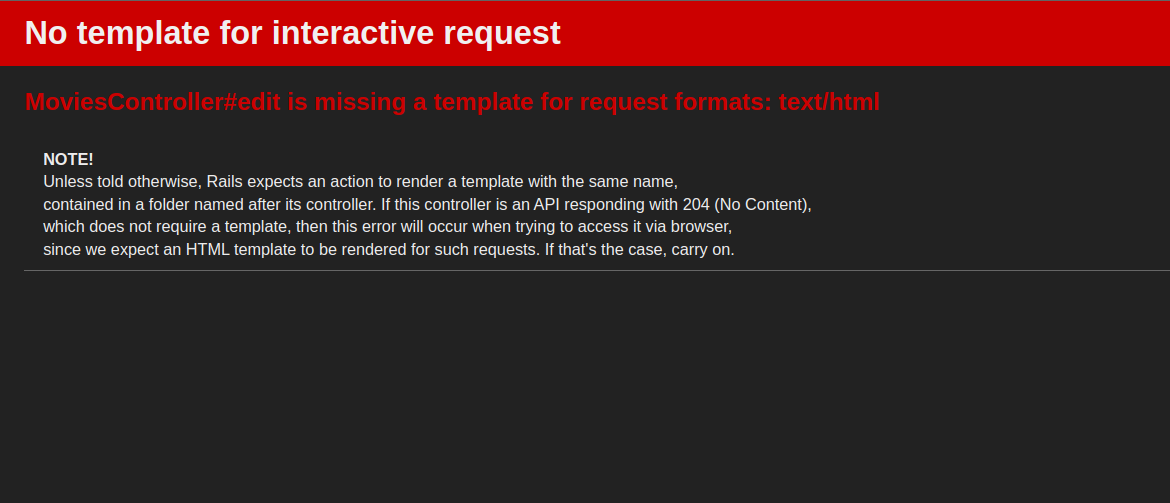 No template for interactive request
MoviesController#edit is missing a template for request formats: text/html
NOTE!
Unless told otherwise, Rails expects an action to render a template with the same name,
contained in a folder named after its controller. If this controller is an API responding with 204 (No Content),
which does not require a template, then this error will occur when trying to access it via browser,
since we expect an HTML template to be rendered for such requests. If that's the case, carry on.